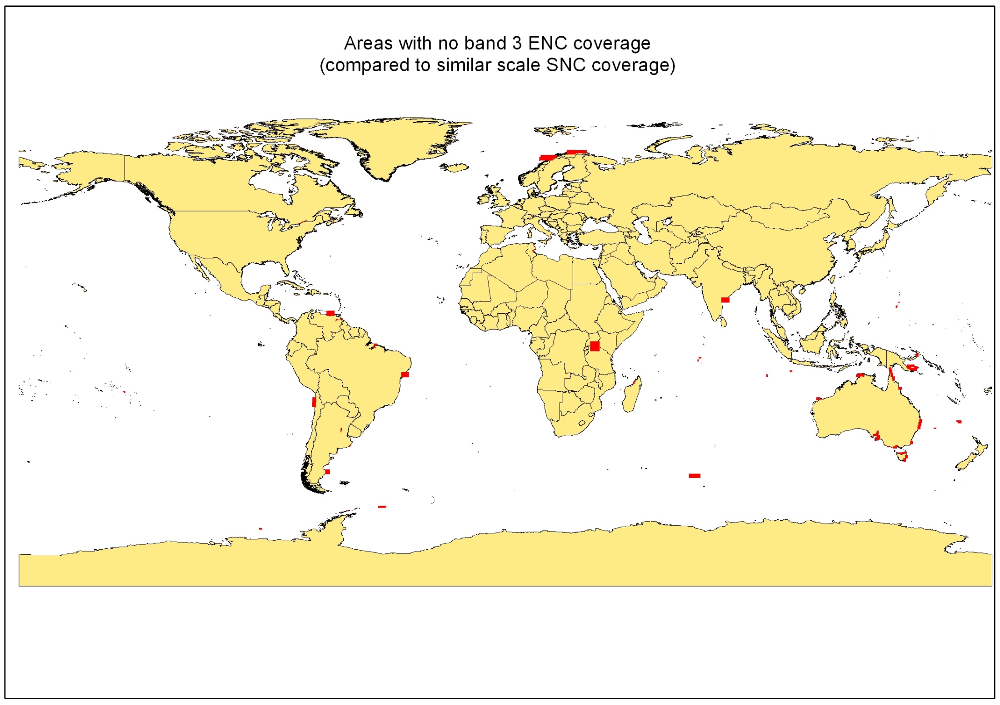 Areas with no band 3 ENC coverage
(compared to similar scale SNC coverage)